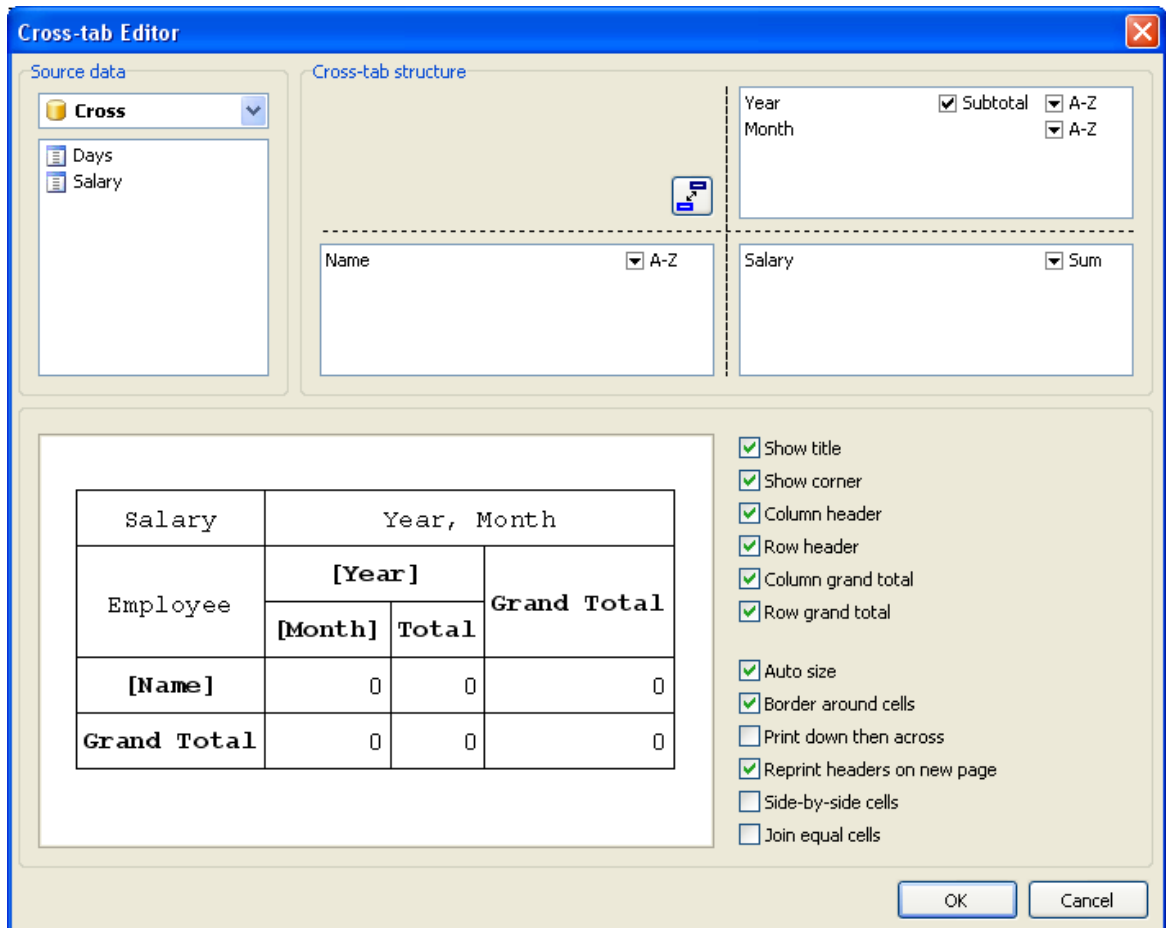 Cross-tab Editor
Source data
Cross
Days
Salary
Cross-tab structure
Year Subtotal A-Z
Month A-Z
Name A-Z
Salary Sum
Salary Year, Month
Employee [Year] Grand Total
[Month] Total
[Name] 0 0 0
Grand Total 0 0 0
Show title
Show corner
Column header
Row header
Column grand total
Row grand total
Auto size
Border around cells
Print down then across
Reprint headers on new page
Side-by-side cells
Join equal cells
OK Cancel